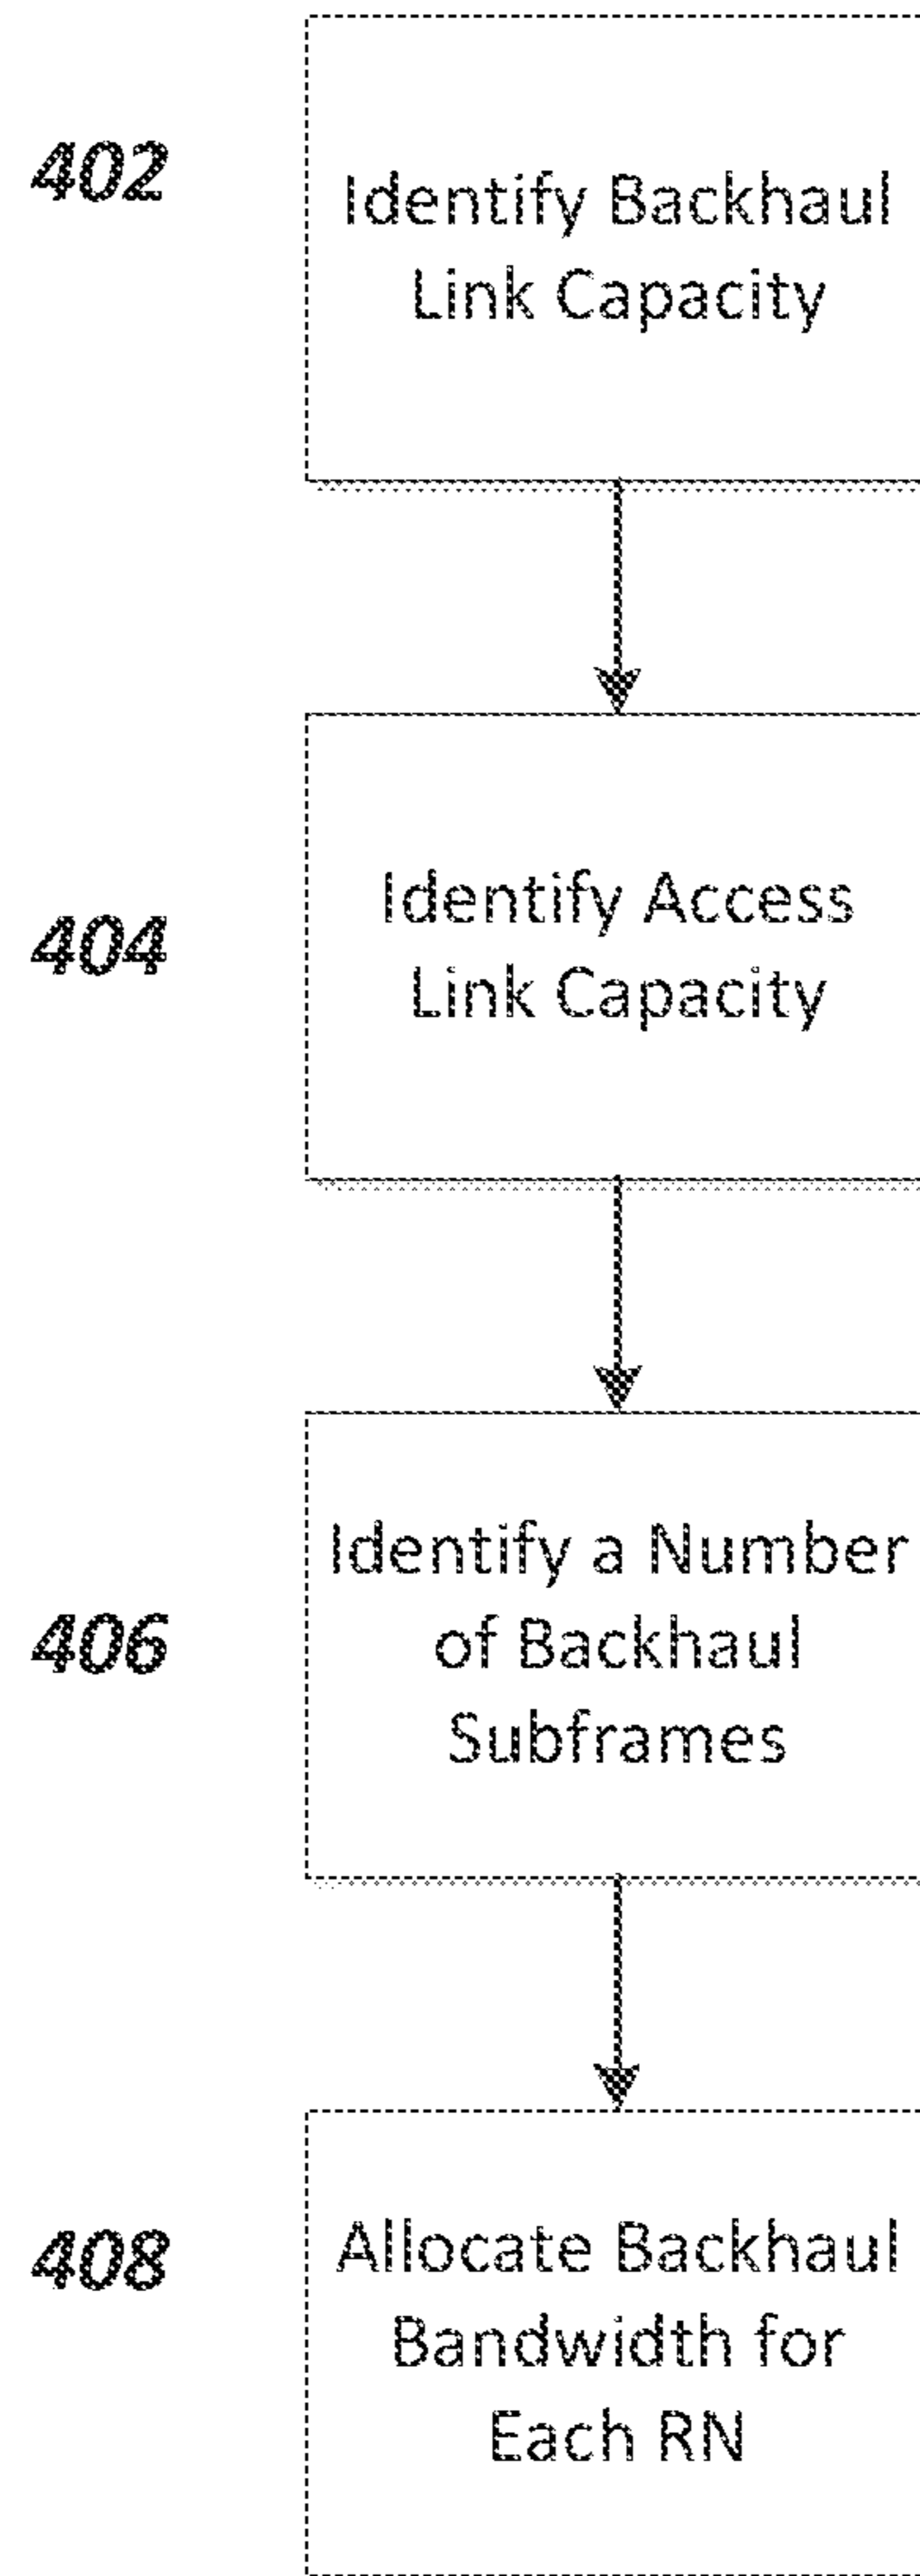 402
Identify Backhaul
Link Capacity
404
Identify Access
Link Capacity
406
Identify a Number
of Backhaul
Subframes
408
Allocate Backhaul
Bandwidth for
Each RN